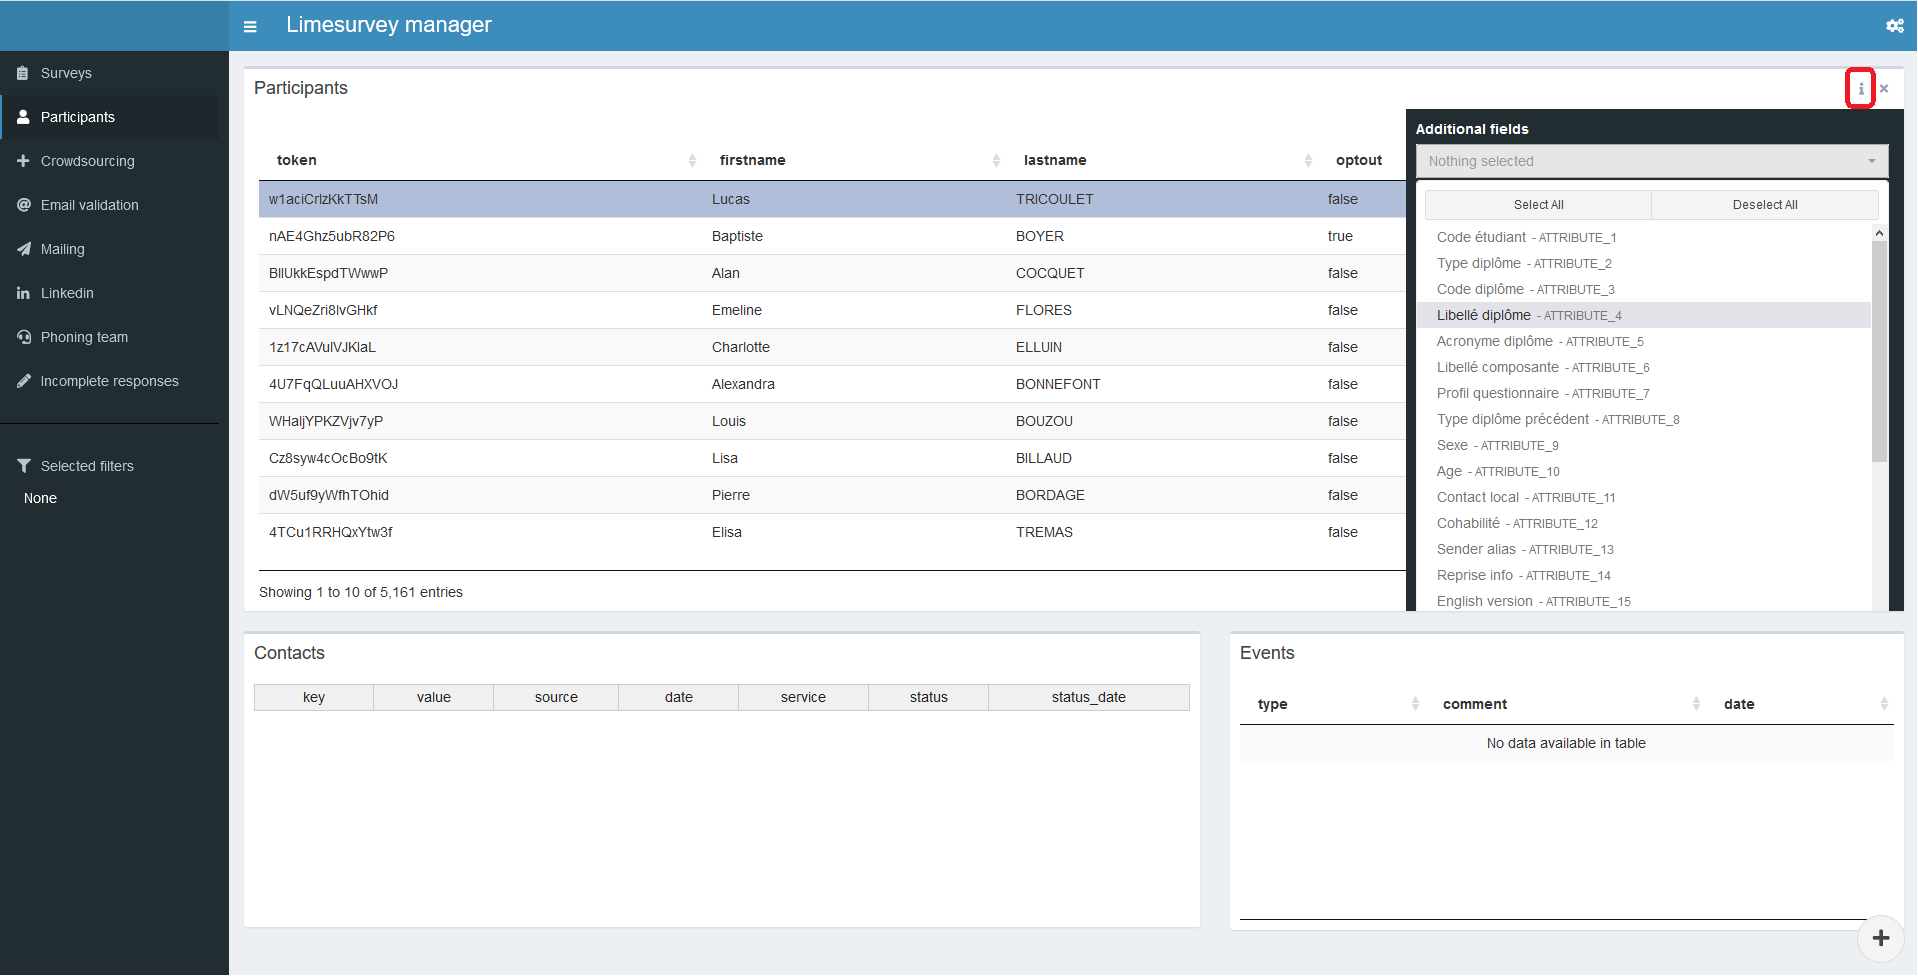 Limesurvey manager
Surveys
Participants
Crowdsourcing
Email validation
Mailing
Linkedin
Phoning team
Incomplete responses
Selected filters
None
Participants
token firstname lastname optout
w1aciCrlzKkTTsM Lucas TRICOULET false
nAE4Ghz5ubR82P6 Baptiste BOYER true
BllUkkEspdTWwwP Alan COCQUET false
vLNQeZri8lvGHkf Emeline FLORES false
1z17cAVulVJKlaL Charlotte ELLUIN false
4U7FqQLuuAHXVOJ Alexandra BONNEFONT false
WHaljYPKZVjv7yP Louis BOUZOU false
Cz8syw4cOcBo9tK Lisa BILLAUD false
dW5uf9yWfhTOhid Pierre BORDAGE false
4TCu1RRHQxYtw3f Elisa TREMAS false
Showing 1 to 10 of 5,161 entries
Additional fields
Nothing selected
Select All Deselect All
Code étudiant - ATTRIBUTE_1
Type diplôme - ATTRIBUTE_2
Code diplôme - ATTRIBUTE_3
Libellé diplôme - ATTRIBUTE_4
Acronyme diplôme - ATTRIBUTE_5
Libellé composante - ATTRIBUTE_6
Profil questionnaire - ATTRIBUTE_7
Type diplôme précédent - ATTRIBUTE_8
Sexe - ATTRIBUTE_9
Age - ATTRIBUTE_10
Contact local - ATTRIBUTE_11
Cohabilité - ATTRIBUTE_12
Sender alias - ATTRIBUTE_13
Reprise info - ATTRIBUTE_14
English version - ATTRIBUTE_15
Contacts
key value source date service status status_date
Events
type comment date
No data available in table